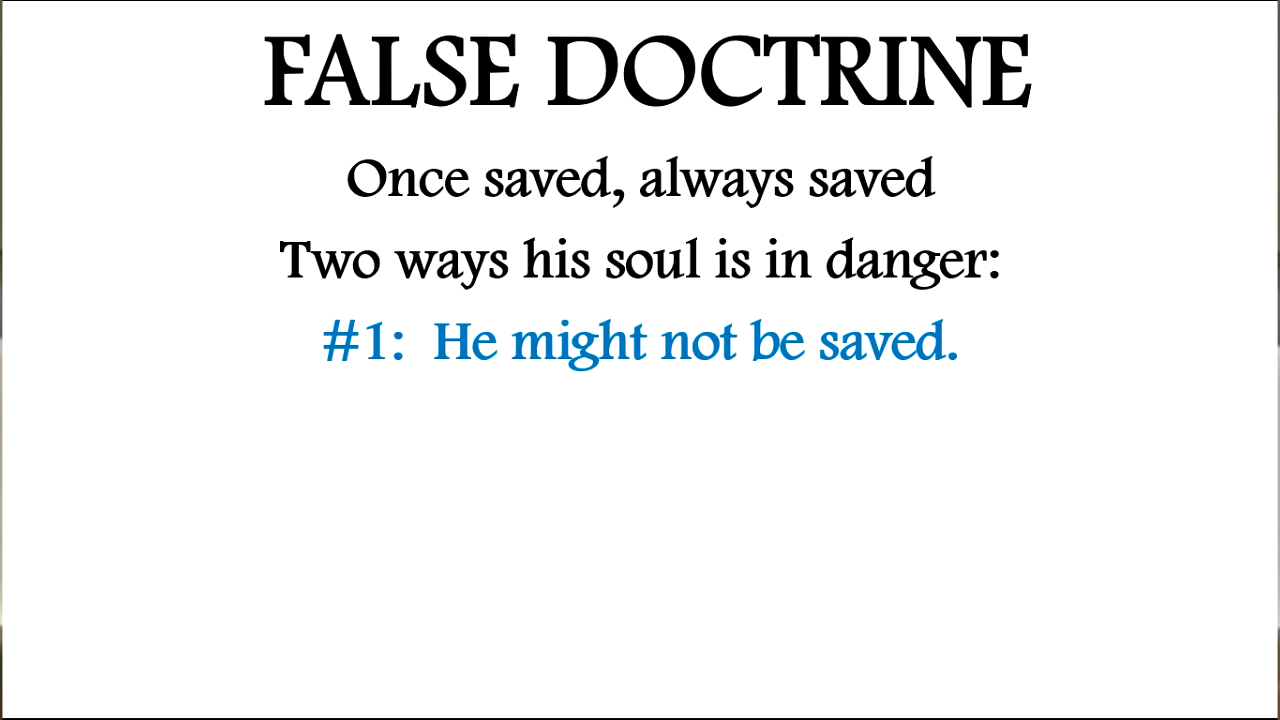 FALSE DOCTRINE
Once saved, always saved
Two ways his soul is in danger:
#1:  He might not be saved.